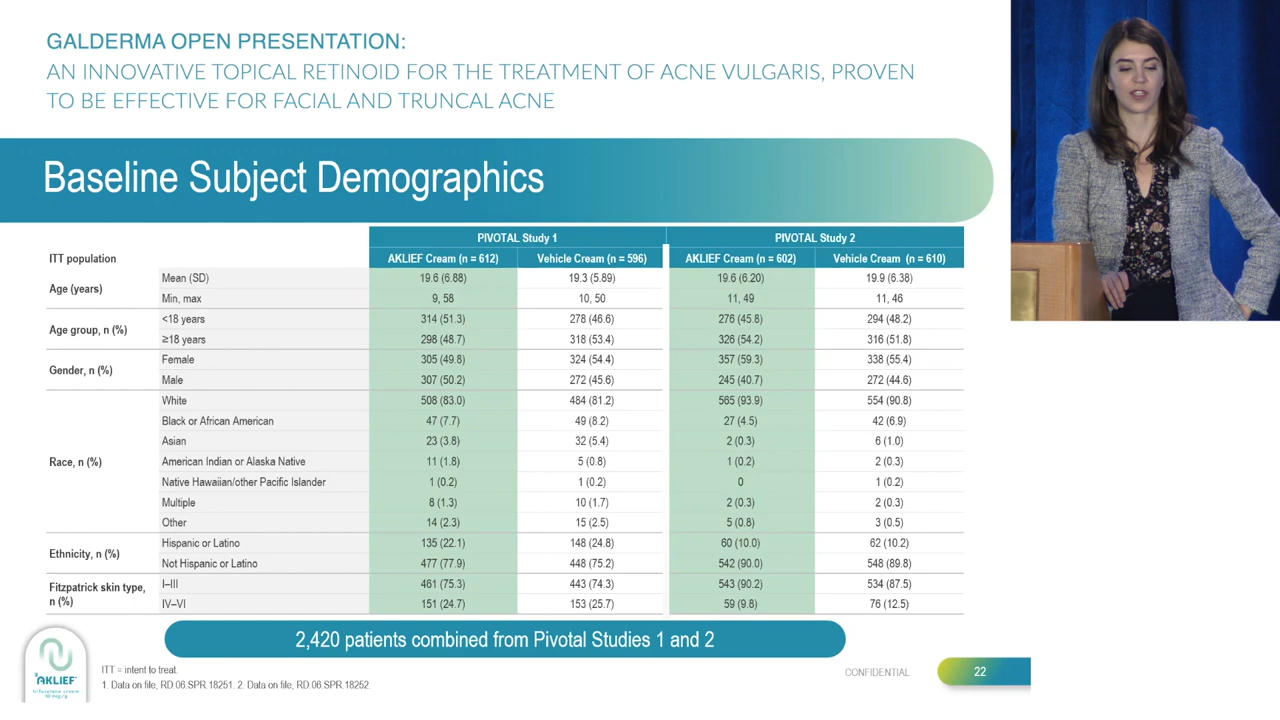 GALDERMA OPEN PRESENTATION:
AN INNOVATIVE TOPICAL RETINOID FOR THE TREATMENT OF ACNE VULGARIS, PROVEN
TO BE EFFECTIVE FOR FACIAL AND TRUNCAL ACNE
Baseline Subject Demographics
PIVOTAL Study 1 PIVOTAL Study 2
ITT population AKLIEF Cream (n = 612) Vehicle Cream (n = 596) AKLIEF Cream (n = 602) Vehicle Cream (n = 610)
Age (years) Mean (SD) 19.6 (6.88) 19.3 (5.89) 19.6 (6.20) 19.9 (6.38)
Min, max 9, 58 10, 50 11, 49 11, 46
Age group, n (%) <18 years 314 (51.3) 278 (46.6) 276 (45.8) 294 (48.2)
≥18 years 298 (48.7) 318 (53.4) 326 (54.2) 316 (51.8)
Gender, n (%) Female 305 (49.8) 324 (54.4) 357 (59.3) 338 (55.4)
Male 307 (50.2) 272 (45.6) 245 (40.7) 272 (44.6)
Race, n (%) White 508 (83.0) 484 (81.2) 565 (93.9) 554 (90.8)
Black or African American 47 (7.7) 49 (8.2) 27 (4.5) 42 (6.9)
Asian 23 (3.8) 32 (5.4) 2 (0.3) 6 (1.0)
American Indian or Alaska Native 11 (1.8) 5 (0.8) 1 (0.2) 2 (0.3)
Native Hawaiian/other Pacific Islander 1 (0.2) 1 (0.2) 0 1 (0.2)
Multiple 8 (1.3) 10 (1.7) 2 (0.3) 2 (0.3)
Other 14 (2.3) 15 (2.5) 5 (0.8) 3 (0.5)
Ethnicity, n (%) Hispanic or Latino 135 (22.1) 148 (24.8) 60 (10.0) 62 (10.2)
Not Hispanic or Latino 477 (77.9) 448 (75.2) 542 (90.0) 548 (89.8)
Fitzpatrick skin type, n (%) I–III 461 (75.3) 443 (74.3) 543 (90.2) 534 (87.5)
IV–VI 151 (24.7) 153 (25.7) 59 (9.8) 76 (12.5)
2,420 patients combined from Pivotal Studies 1 and 2
ITT = intent to treat.
1. Data on file, RD.06.SPR.18251. 2. Data on file, RD.06.SPR.18252.
CONFIDENTIAL
22
AKLIEF